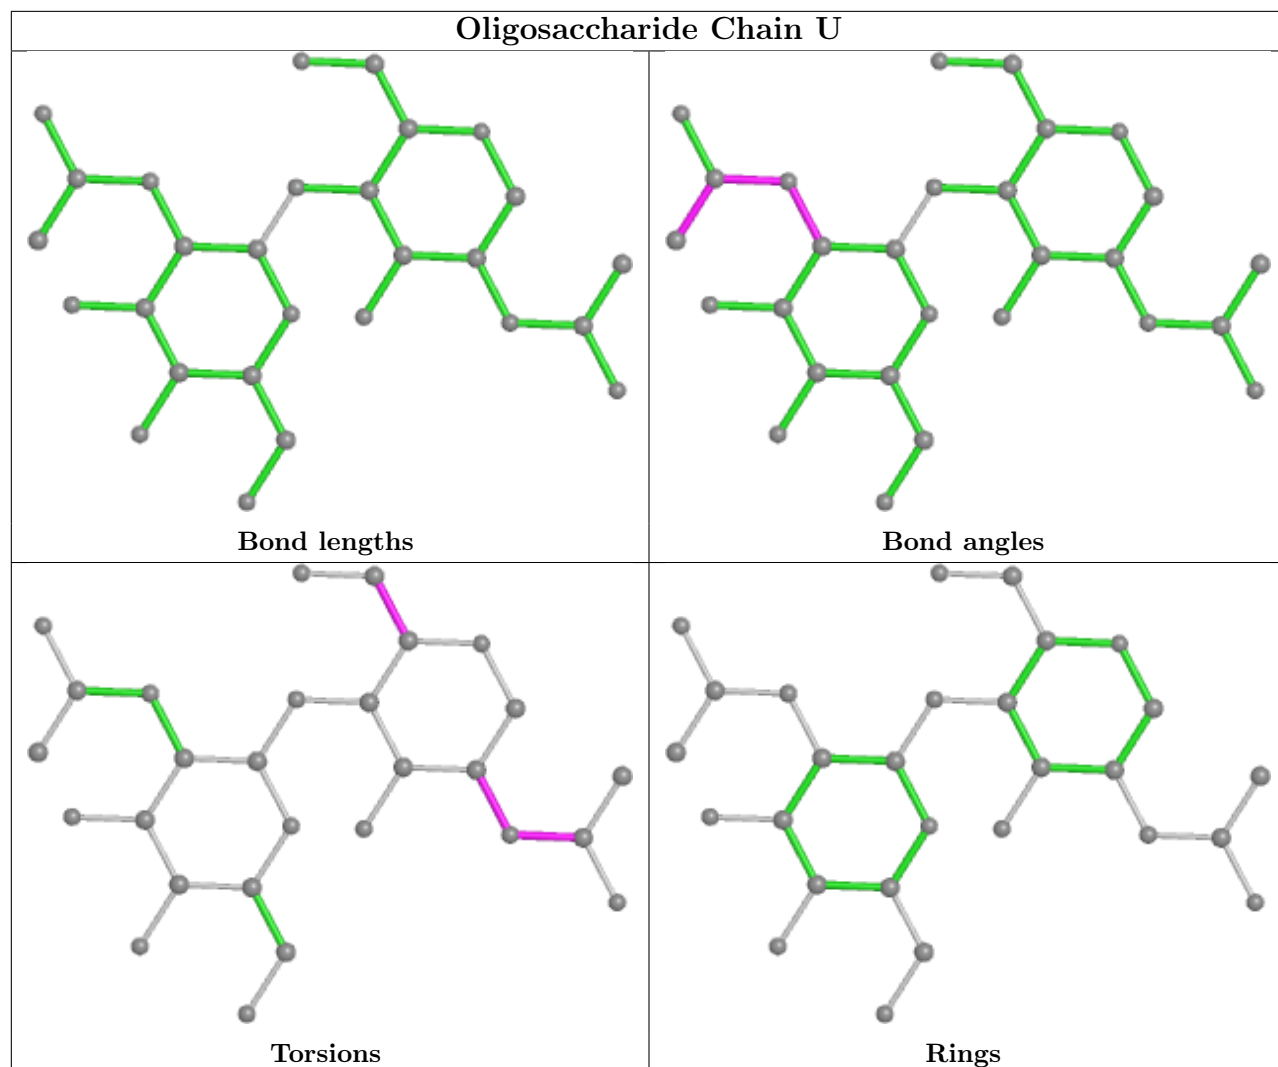 Oligosaccharide Chain U
Bond lengths
Bond angles
Torsions
Rings